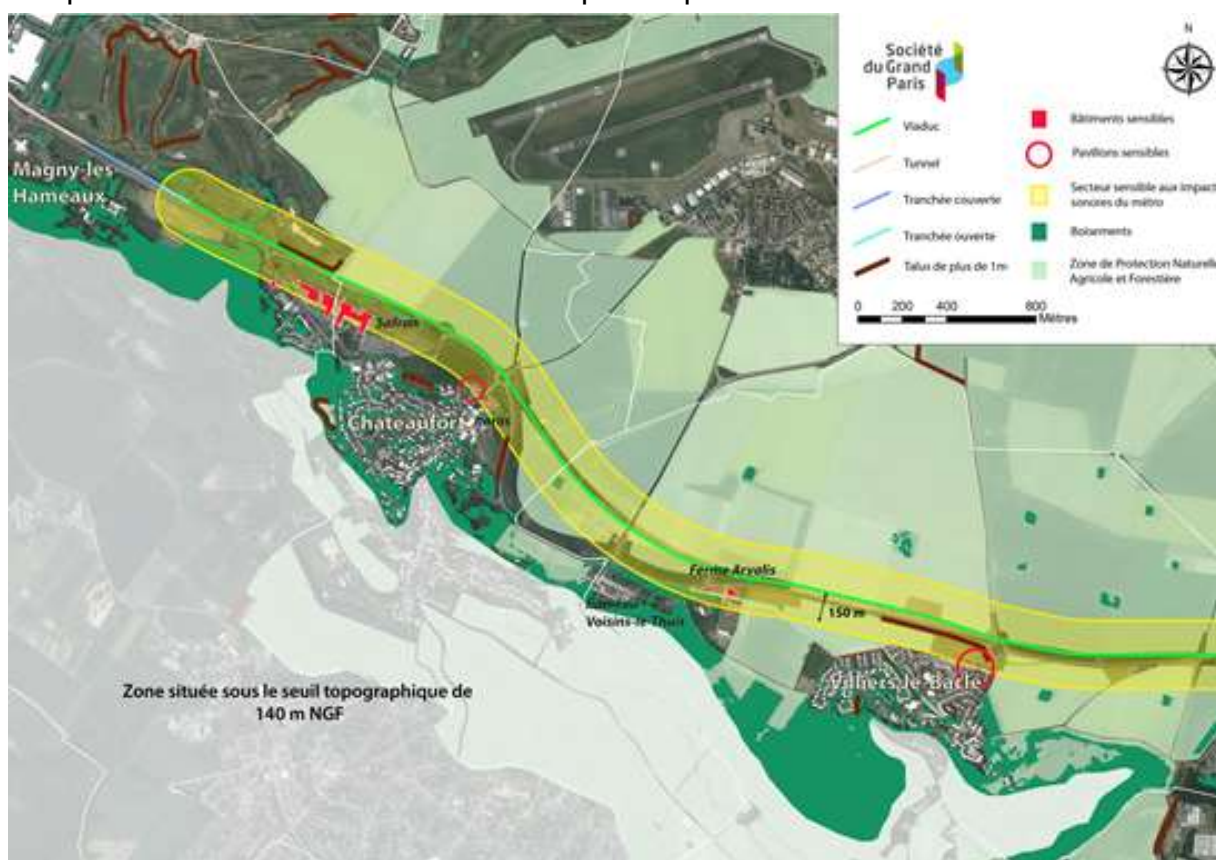 Société
du Grand
Paris
N
Viaduc
Tunnel
Tranchée couverte
Tranchée ouverte
Talus de plus de 1m
Bâtiments sensibles
Pavillons sensibles
Secteur sensible aux impact
sonores du métro
Boisements
Zone de Protection Naturelle
Agricole et Forestière
0 200 400 800
Mètres
Magny-les
Hameaux
Safran
Chateaufort
Ferme Arvalis
Voisins-le-Thuit
150 m
Villiers-le-Bacle
Zone située sous le seuil topographique de
140 m NGF